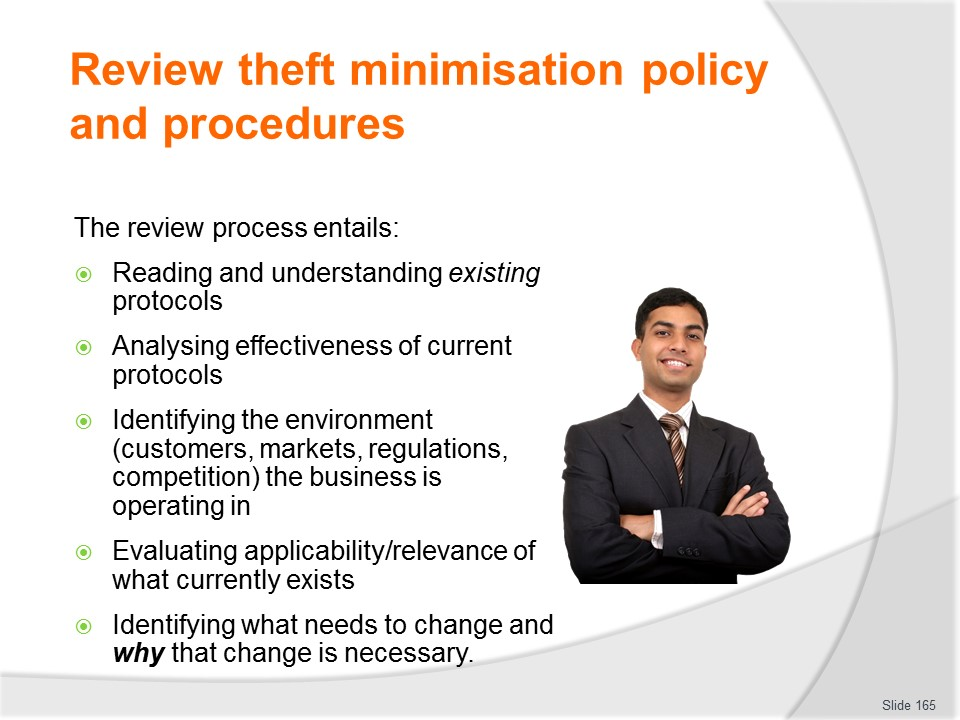 Review theft minimisation policy
and procedures
The review process entails:
Reading and understanding existing
protocols
Analysing effectiveness of current
protocols
Identifying the environment
(customers, markets, regulations,
competition) the business is
operating in
Evaluating applicability/relevance of
what currently exists
Identifying what needs to change and
why that change is necessary.
Slide 165